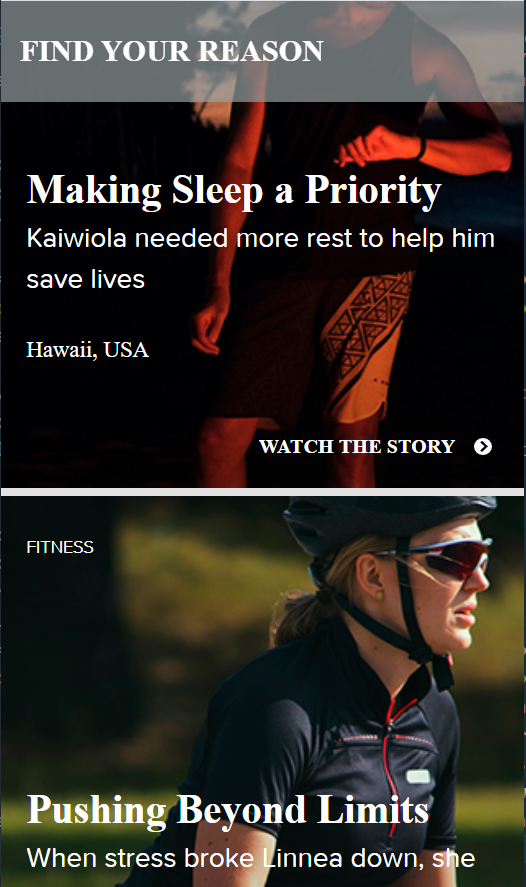 FIND YOUR REASON
Making Sleep a Priority
Kaiwiola needed more rest to help him
save lives
Hawaii, USA
WATCH THE STORY
FITNESS
Pushing Beyond Limits
When stress broke Linnea down, she